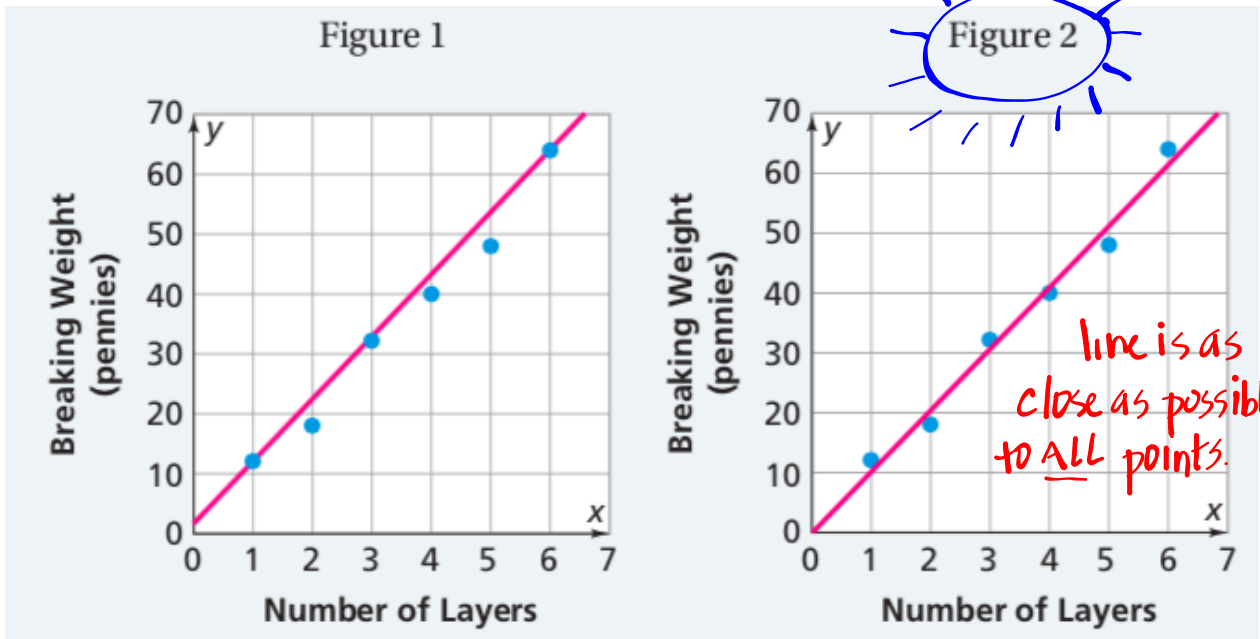 Figure 1
70
60
50
40
30
20
10
0
y
x
0 1 2 3 4 5 6 7
Breaking Weight
(pennies)
Number of Layers
Figure 2
70
60
50
40
30
20
10
0
y
x
0 1 2 3 4 5 6 7
Breaking Weight
(pennies)
Number of Layers
line is as
close as possib
to ALL points.